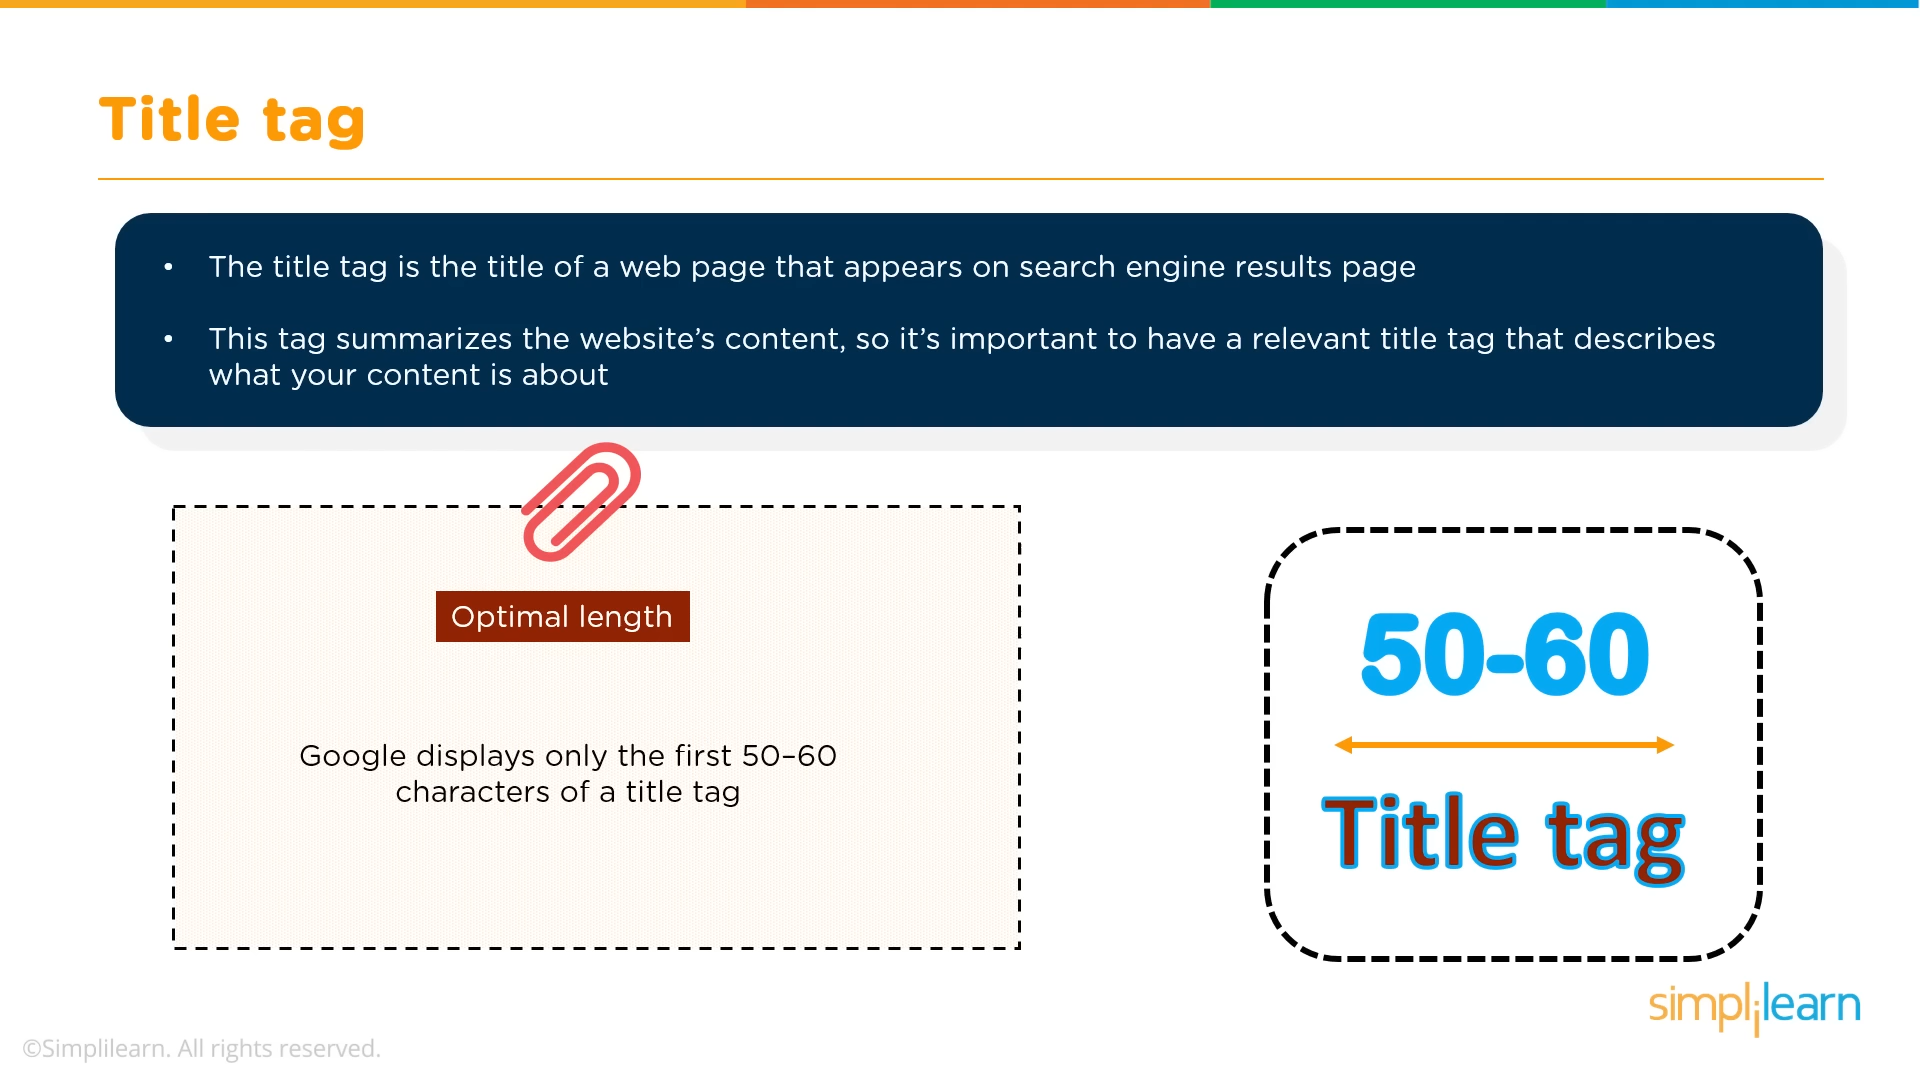 Title tag
• The title tag is the title of a web page that appears on search engine results page
• This tag summarizes the website’s content, so it’s important to have a relevant title tag that describes
what your content is about
Optimal length
Google displays only the first 50–60
characters of a title tag
50-60
Title tag
simplilearn
©Simplilearn. All rights reserved.